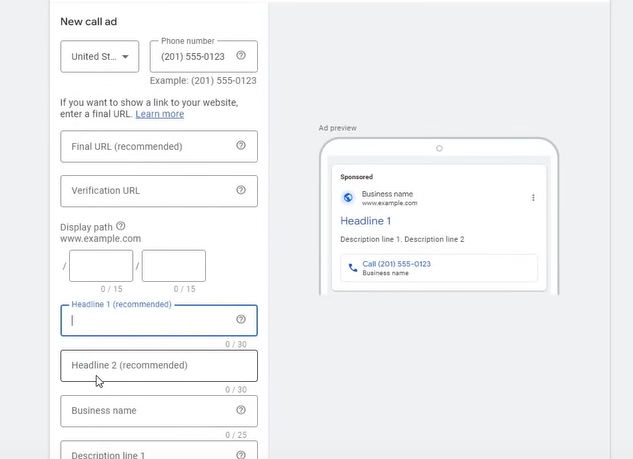 New call ad
Phone number
United St...
(201) 555-0123
Example: (201) 555-0123
If you want to show a link to your website,
enter a final URL. Learn more
Final URL (recommended)
Verification URL
Display path
www.example.com
/
/
0 / 15
0 / 15
Headline 1 (recommended)
0 / 30
Headline 2 (recommended)
0 / 30
Business name
0 / 25
Description line 1
Ad preview
Sponsored
Business name
www.example.com
Headline 1
Description line 1. Description line 2
Call (201) 555-0123
Business name